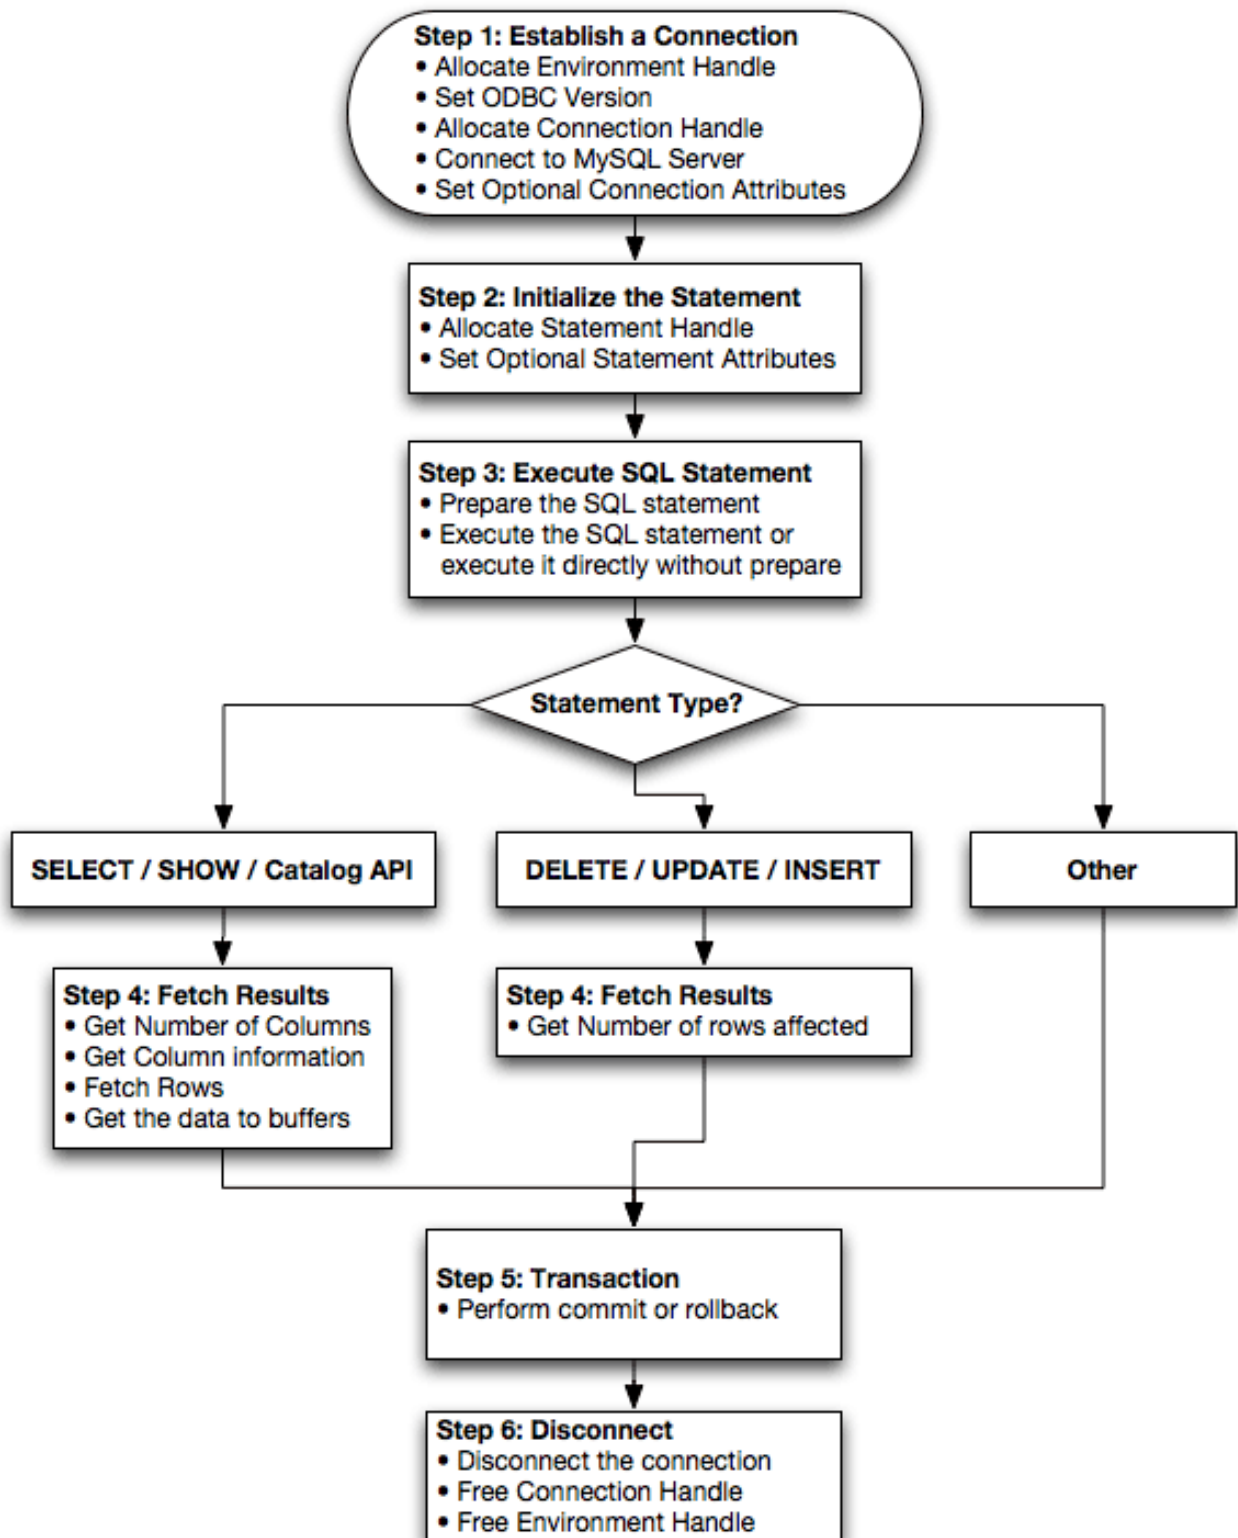 Step 1: Establish a Connection
• Allocate Environment Handle
• Set ODBC Version
• Allocate Connection Handle
• Connect to MySQL Server
• Set Optional Connection Attributes
Step 2: Initialize the Statement
• Allocate Statement Handle
• Set Optional Statement Attributes
Step 3: Execute SQL Statement
• Prepare the SQL statement
• Execute the SQL statement or
execute it directly without prepare
Statement Type?
SELECT / SHOW / Catalog API
DELETE / UPDATE / INSERT
Other
Step 4: Fetch Results
• Get Number of Columns
• Get Column information
• Fetch Rows
• Get the data to buffers
Step 4: Fetch Results
• Get Number of rows affected
Step 5: Transaction
• Perform commit or rollback
Step 6: Disconnect
• Disconnect the connection
• Free Connection Handle
• Free Environment Handle